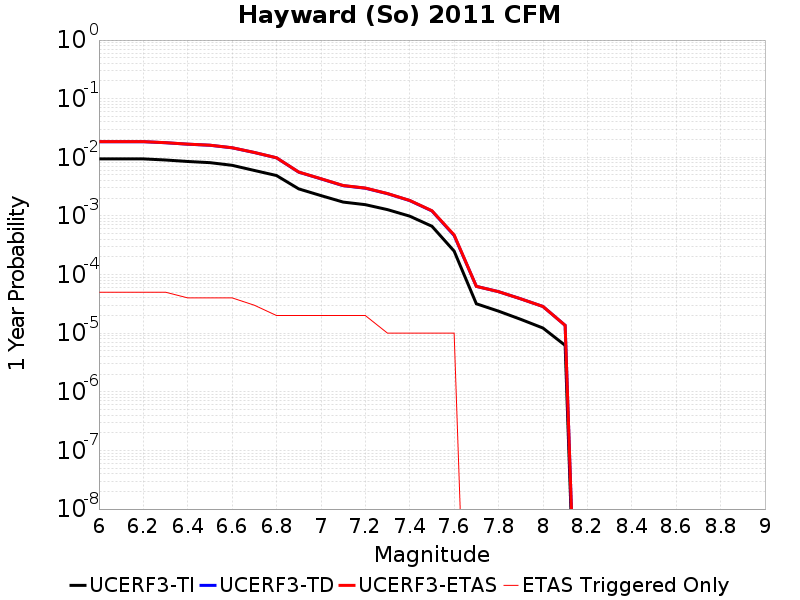 Hayward (So) 2011 CFM
1 Year Probability
10^0
10^-1
10^-2
10^-3
10^-4
10^-5
10^-6
10^-7
10^-8
6 6.2 6.4 6.6 6.8 7 7.2 7.4 7.6 7.8 8 8.2 8.4 8.6 8.8 9
Magnitude
UCERF3-TI UCERF3-TD UCERF3-ETAS ETAS Triggered Only